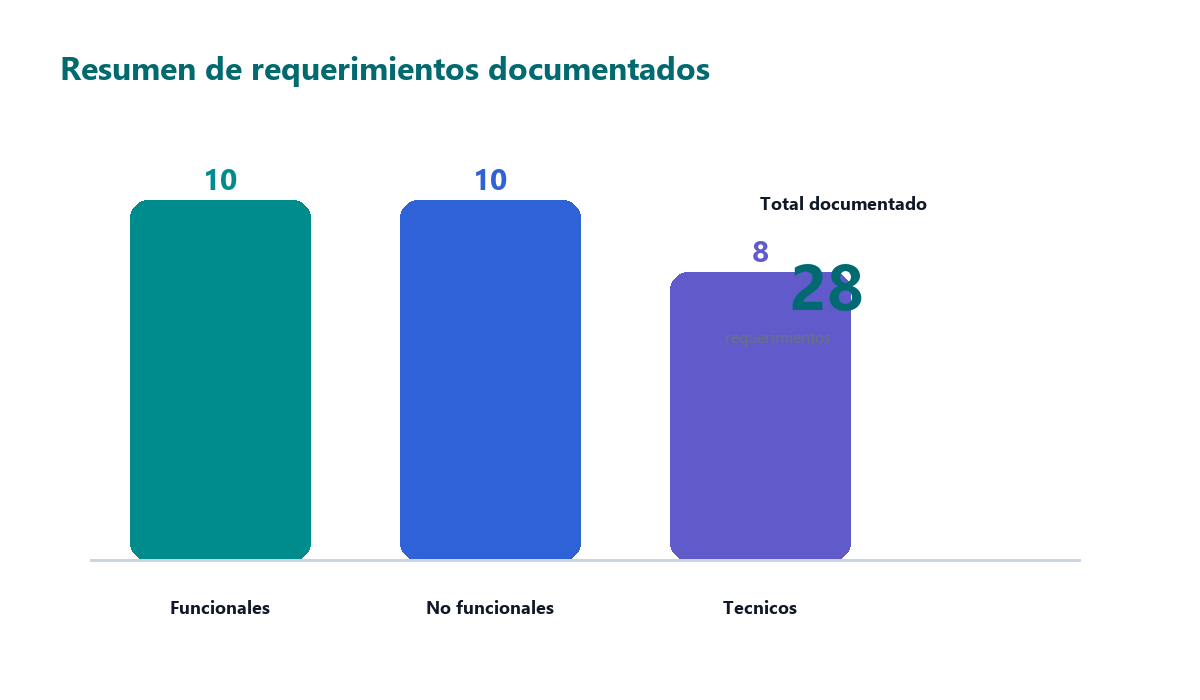 Resumen de requerimientos documentados
10
10
Total documentado
8
28
requerimientos
Funcionales
No funcionales
Tecnicos